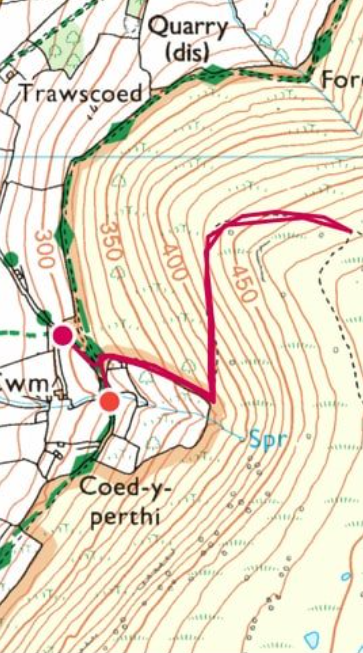 Quarry
(dis)
Trawscoed
For
300
350
400
450
Cwm
Spr
Coed-y-
perthi